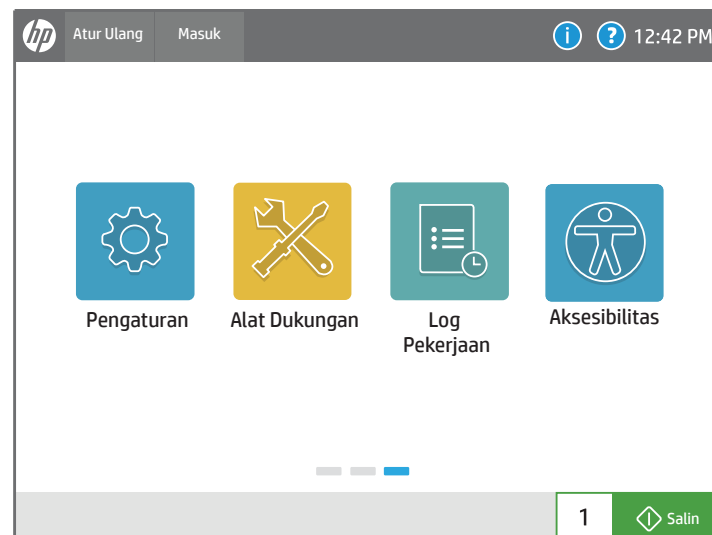 hp
Atur Ulang
Masuk
i
?
12:42 PM
Pengaturan
Alat Dukungan
Log
Pekerjaan
Aksesibilitas
1
Salin